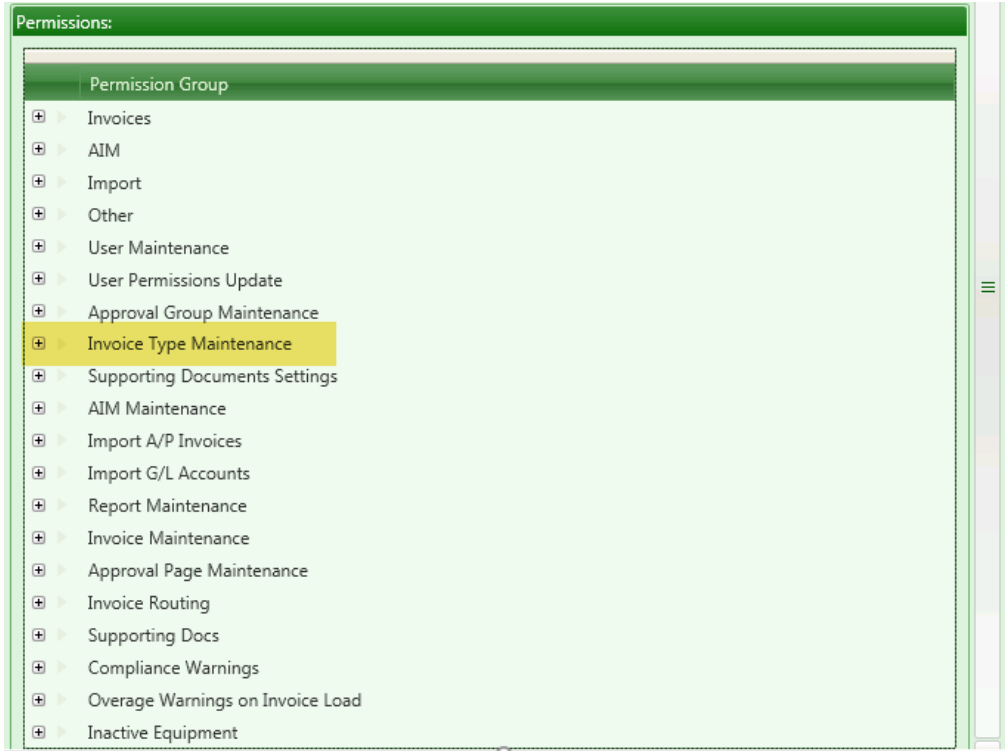 Permissions:
Permission Group
Invoices
AIM
Import
Other
User Maintenance
User Permissions Update
Approval Group Maintenance
Invoice Type Maintenance
Supporting Documents Settings
AIM Maintenance
Import A/P Invoices
Import G/L Accounts
Report Maintenance
Invoice Maintenance
Approval Page Maintenance
Invoice Routing
Supporting Docs
Compliance Warnings
Overage Warnings on Invoice Load
Inactive Equipment